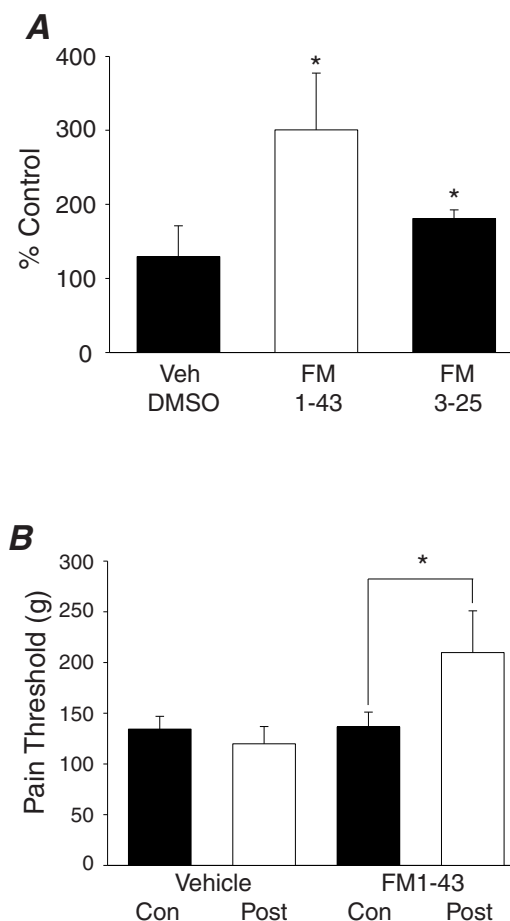 A
400
300
200
100
0
% Control
*
*
Veh FM FM
DMSO 1-43 3-25
B
300
250
200
150
100
50
0
Pain Threshold (g)
*
Vehicle FM1-43
Con Post Con Post